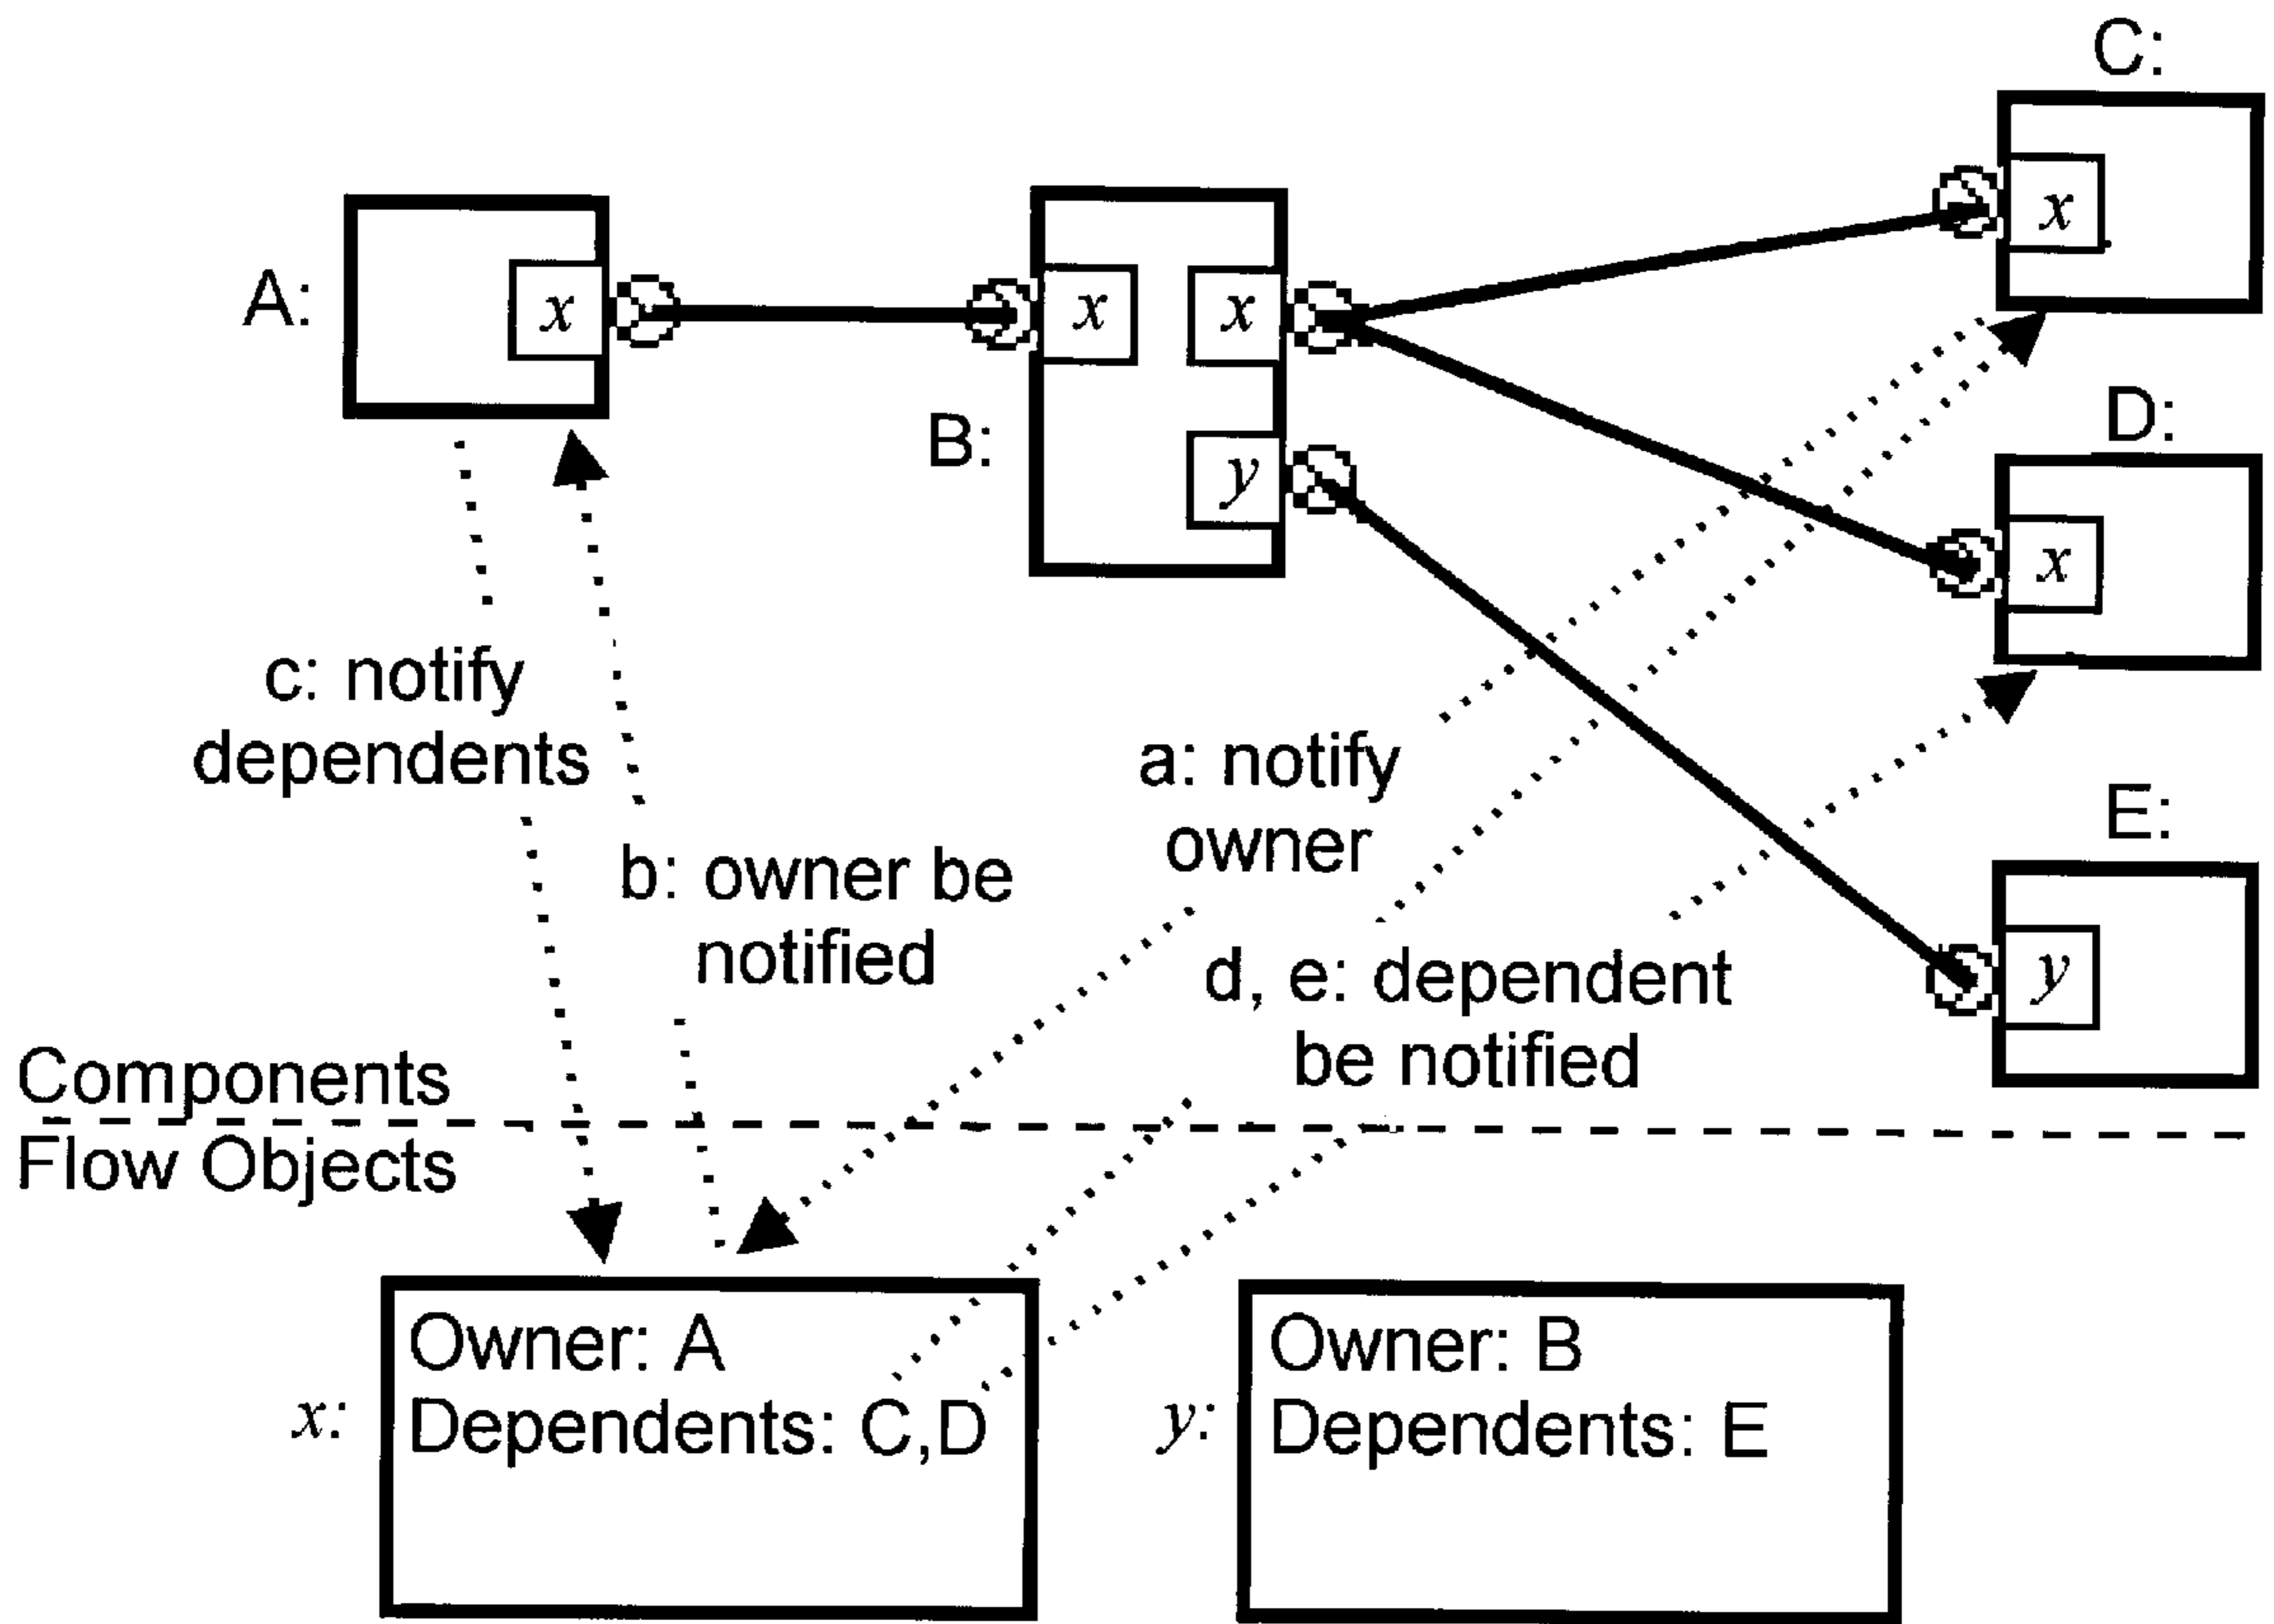 C:
A:
x
x
x
x
B:
y
D:
x
c: notify
dependents
a: notify
owner
b: owner be
notified
E:
y
d, e: dependent
be notified
Components
Flow Objects
x:
Owner: A
Dependents: C,D
y:
Owner: B
Dependents: E